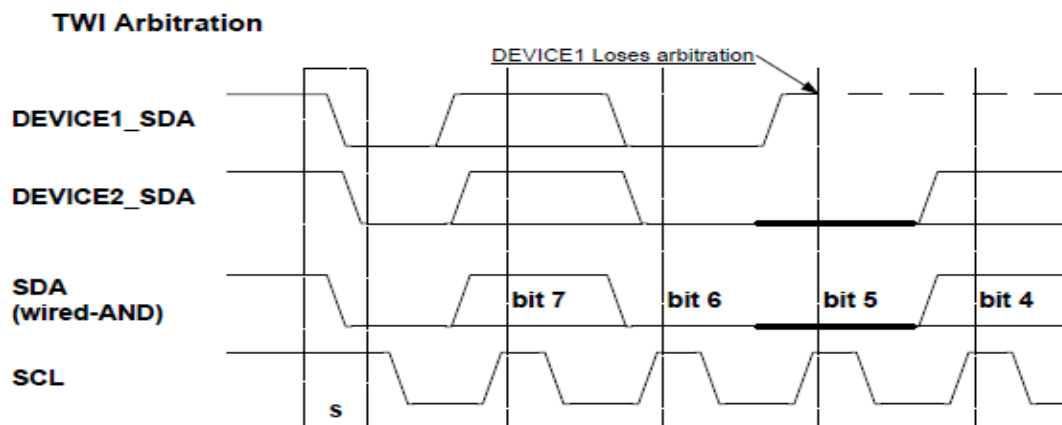 TWI Arbitration
DEVICE1 Loses arbitration
DEVICE1_SDA
DEVICE2_SDA
SDA
(wired-AND)
bit 7 bit 6 bit 5 bit 4
SCL
S